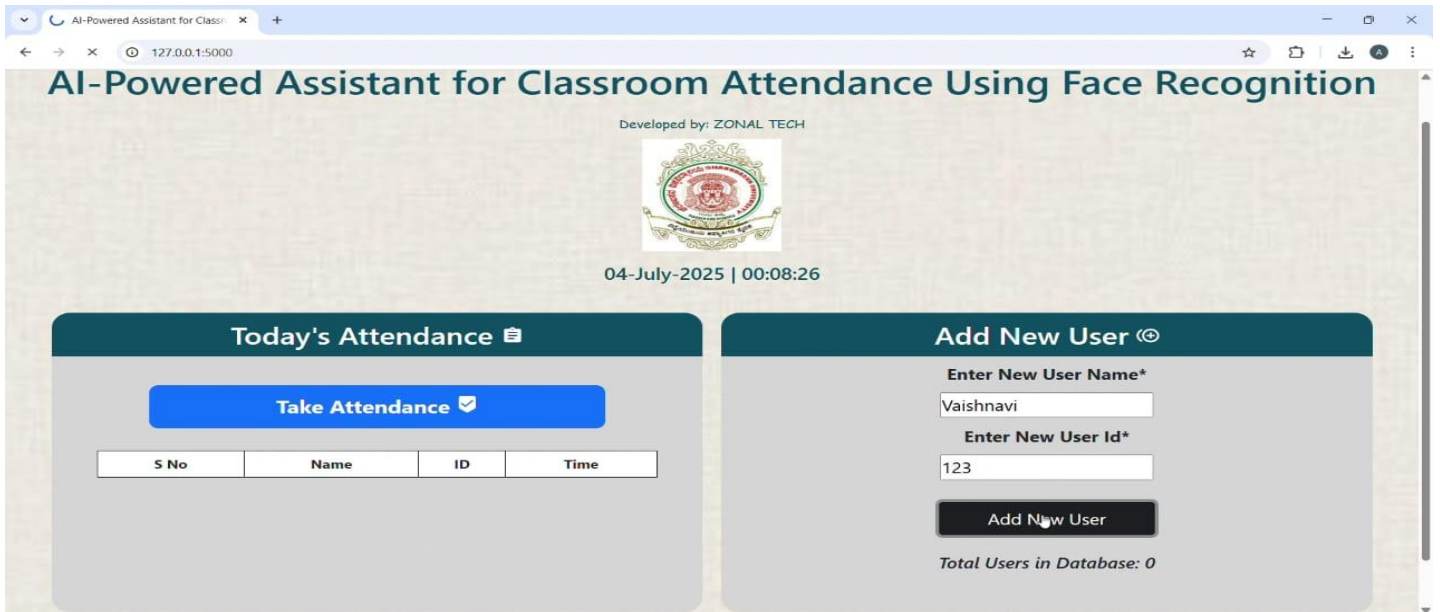 AI-Powered Assistant for Classr
127.0.0.1:5000
A
AI-Powered Assistant for Classroom Attendance Using Face Recognition
Developed by: ZONAL TECH
04-July-2025 | 00:08:26
Today's Attendance
Take Attendance
S No Name ID Time
Add New User
Enter New User Name*
Vaishnavi
Enter New User Id*
123
Add New User
Total Users in Database: 0